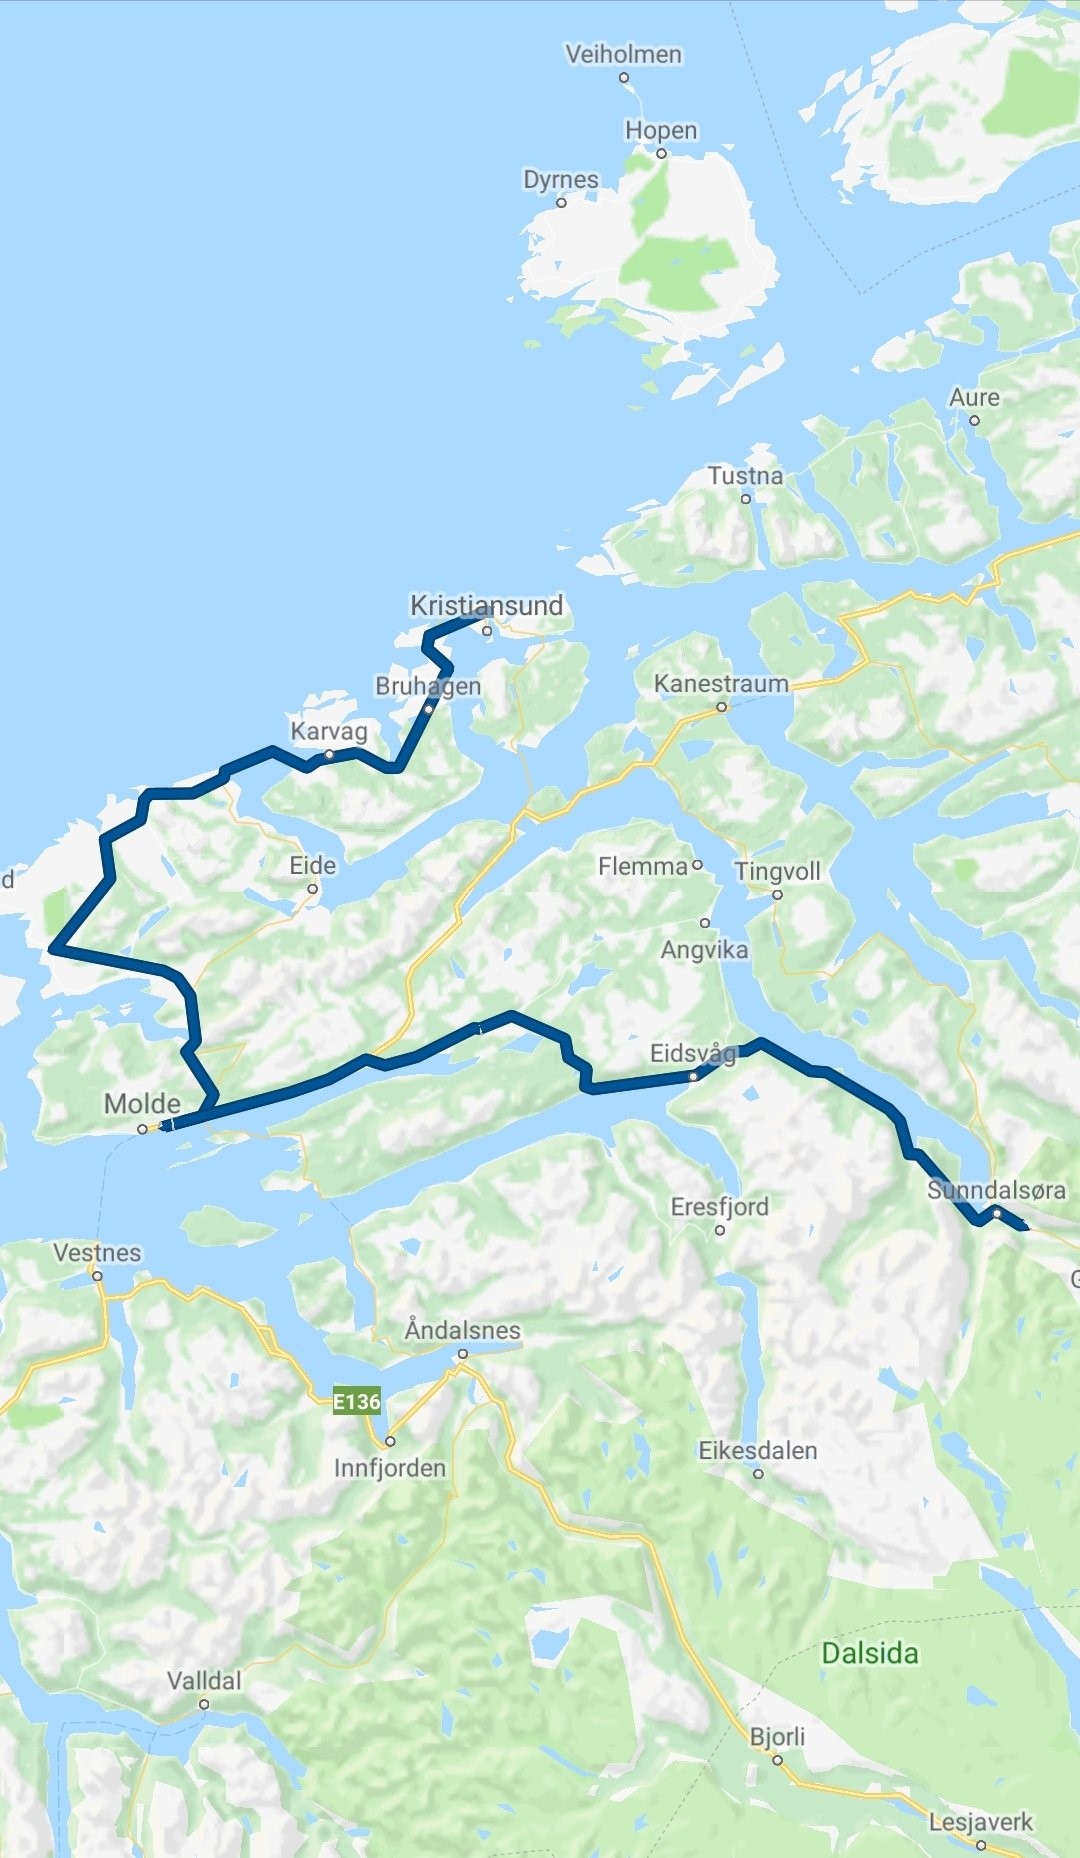 Veiholmen
Hopen
Dyrnes
Aure
Tustna
Kristiansund
Kanestraum
Bruhagen
Karvag
d
Eide
Flemma
Tingvoll
Angvika
Eidsvåg
Molde
Sunndalsøra
Eresfjord
Vestnes
G
Åndalsnes
E136
Innfjorden
Eikesdalen
Dalsida
Valldal
Bjorli
Lesjaverk